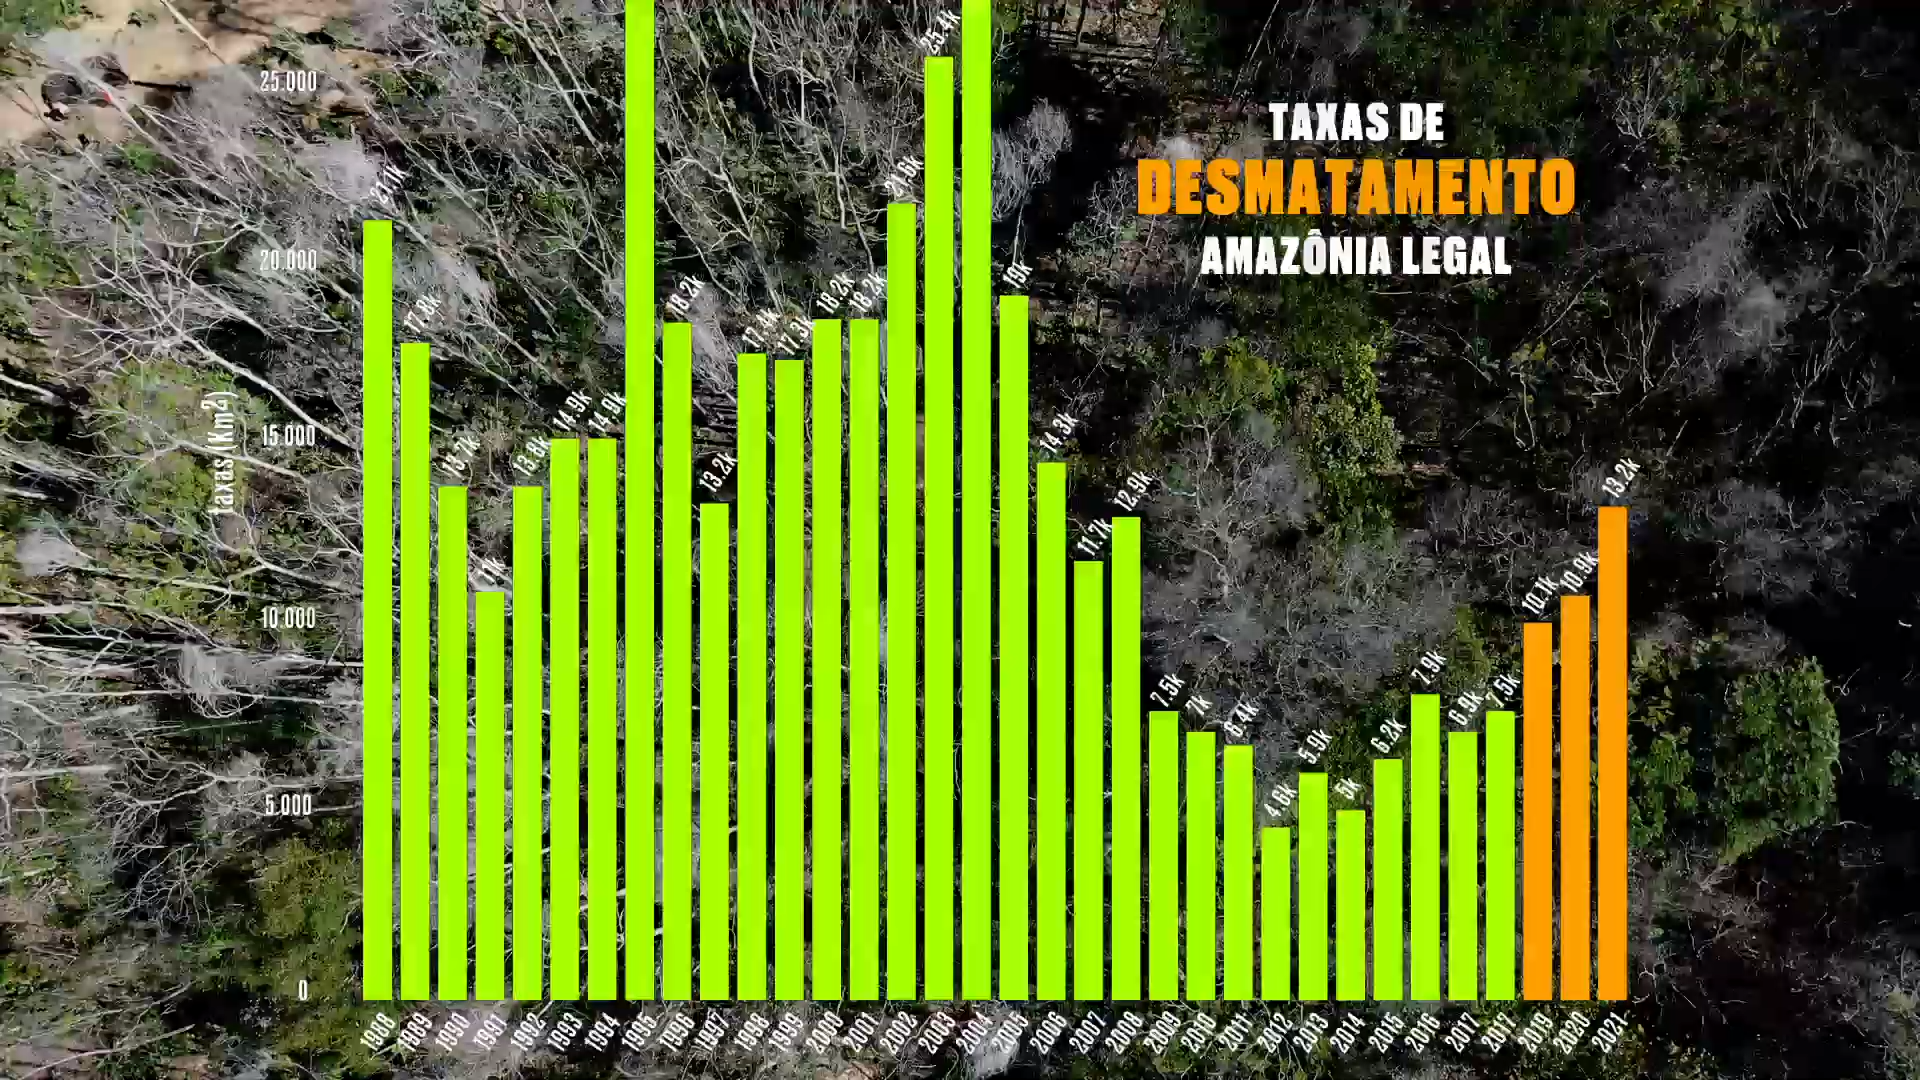 TAXAS DE
DESMATAMENTO
AMAZÔNIA LEGAL
taxas (Km²)
25.000
20.000
15.000
10.000
5.000
0
21.1k
17.8k
13.7k
11k
13.8k
14.9k
14.9k
18.2k
13.2k
17.4k
17.3k
18.2k
18.2k
21.6k
25.4k
19k
14.3k
11.7k
12.9k
7.5k
7k
6.4k
4.6k
5.9k
5k
6.2k
7.9k
6.9k
7.5k
10.1k
10.9k
13.2k
1988
1989
1990
1991
1992
1993
1994
1995
1996
1997
1998
1999
2000
2001
2002
2003
2004
2005
2006
2007
2008
2009
2010
2011
2012
2013
2014
2015
2016
2017
2017
2019
2020
2021